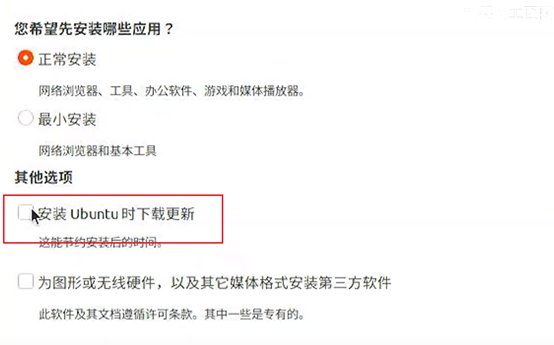 您希望先安装哪些应用？
正常安装
网络浏览器、工具、办公软件、游戏和媒体播放器。
最小安装
网络浏览器和基本工具
其他选项
安装 Ubuntu 时下载更新
这能节约安装后的时间。
为图形或无线硬件，以及其它媒体格式安装第三方软件
此软件及其文档遵循许可条款。其中一些是专有的。